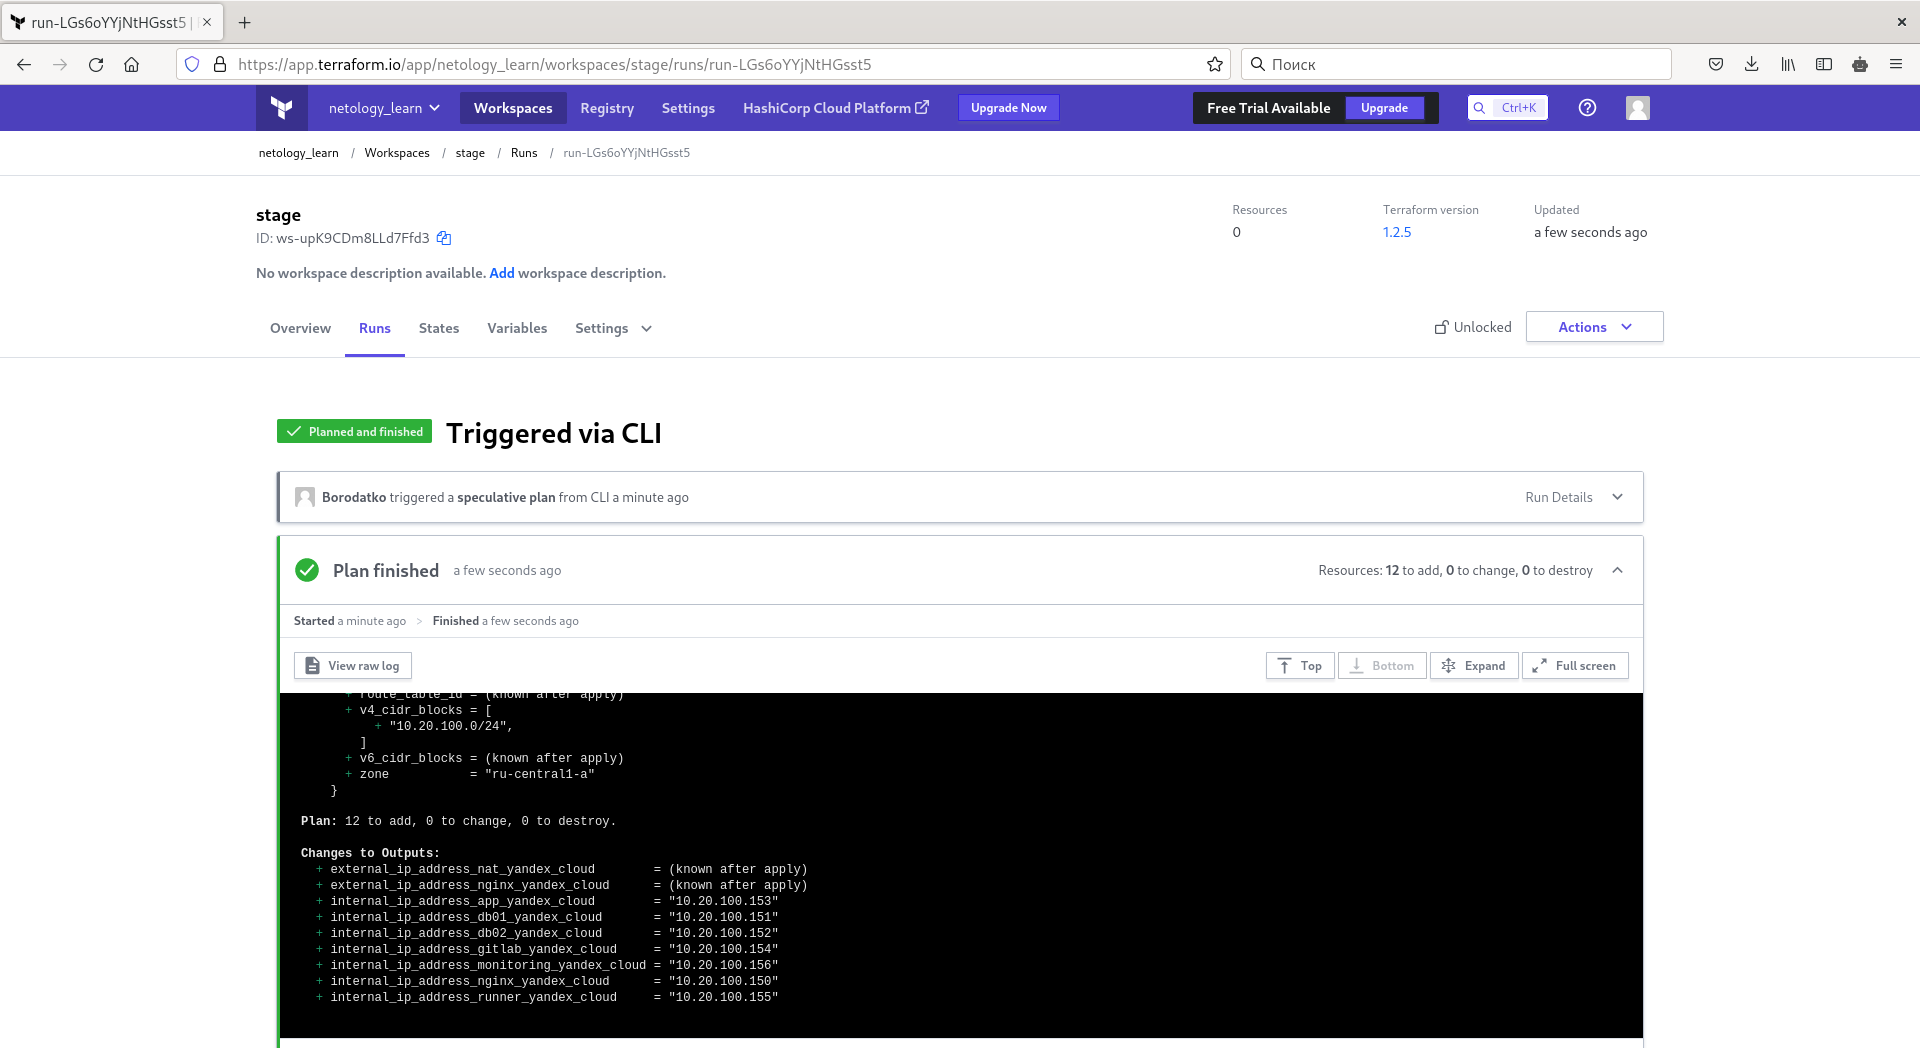 run-LGs6oYYjNtHGsst5 |
https://app.terraform.io/app/netology_learn/workspaces/stage/runs/run-LGs6oYYjNtHGsst5
Поиск
netology_learn
Workspaces
Registry
Settings
HashiCorp Cloud Platform
Upgrade Now
Free Trial Available
Upgrade
Ctrl+K
netology_learn / Workspaces / stage / Runs / run-LGs6oYYjNtHGsst5
stage
ID: ws-upK9CDm8LLd7Ffd3
No workspace description available. Add workspace description.
Resources
0
Terraform version
1.2.5
Updated
a few seconds ago
Overview
Runs
States
Variables
Settings
Unlocked
Actions
Planned and finished
Triggered via CLI
Borodatko triggered a speculative plan from CLI a minute ago
Run Details
Plan finished a few seconds ago
Resources: 12 to add, 0 to change, 0 to destroy
Started a minute ago > Finished a few seconds ago
View raw log
Top
Bottom
Expand
Full screen
+ route_table_id = (known after apply)
+ v4_cidr_blocks = [
+ "10.20.100.0/24",
]
+ v6_cidr_blocks = (known after apply)
+ zone = "ru-central1-a"
}
Plan: 12 to add, 0 to change, 0 to destroy.
Changes to Outputs:
+ external_ip_address_nat_yandex_cloud = (known after apply)
+ external_ip_address_nginx_yandex_cloud = (known after apply)
+ internal_ip_address_app_yandex_cloud = "10.20.100.153"
+ internal_ip_address_db01_yandex_cloud = "10.20.100.151"
+ internal_ip_address_db02_yandex_cloud = "10.20.100.152"
+ internal_ip_address_gitlab_yandex_cloud = "10.20.100.154"
+ internal_ip_address_monitoring_yandex_cloud = "10.20.100.156"
+ internal_ip_address_nginx_yandex_cloud = "10.20.100.150"
+ internal_ip_address_runner_yandex_cloud = "10.20.100.155"